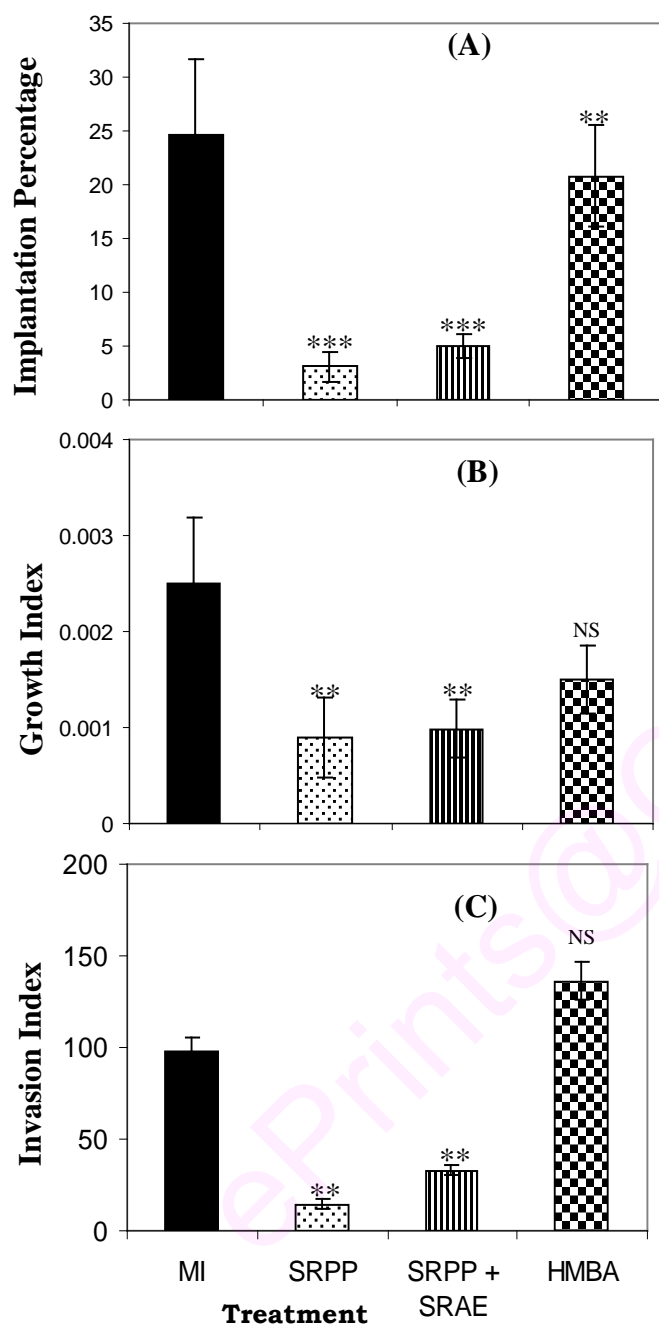 (A)
Implantation Percentage
35
30
25
20
15
10
5
0
**
***
***
(B)
Growth Index
0.004
0.003
0.002
0.001
0
NS
**
**
(C)
Invasion Index
200
150
100
50
0
NS
**
**
MI SRPP SRPP + HMBA
SRAE
Treatment
ePrints@